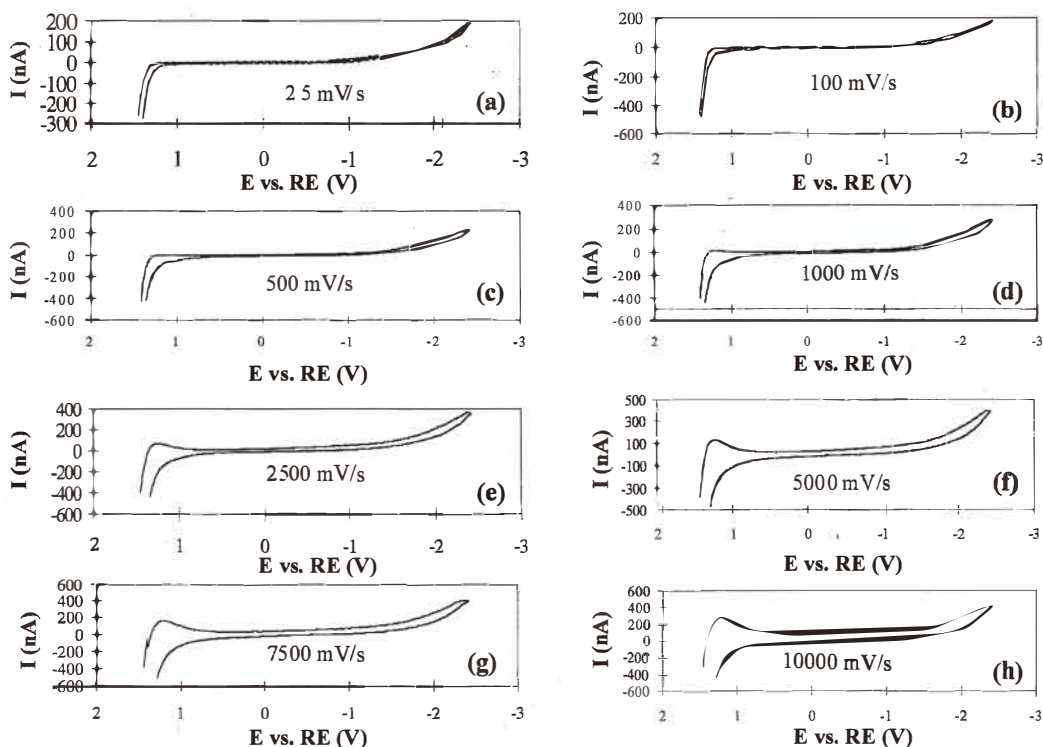 200
100
0
-100
-200
-300
I (nA)
25 mV/s
(a)
2 1 0 -1 -2 -3
E vs. RE (V)
200
0
-200
-400
-600
I (nA)
100 mV/s
(b)
2 1 0 -1 -2 -3
E vs. RE (V)
400
200
0
-200
-400
-600
I (nA)
500 mV/s
(c)
2 1 0 -1 -2 -3
E vs. RE (V)
400
200
0
-200
-400
-600
I (nA)
1000 mV/s
(d)
2 1 0 -1 -2 -3
E vs. RE (V)
400
200
0
-200
-400
-600
I (nA)
2500 mV/s
(e)
2 1 0 -1 -2 -3
E vs. RE (V)
500
300
100
-100
-300
-500
I (nA)
5000 mV/s
(f)
2 1 0 -1 -2 -3
E vs. RE (V)
600
400
200
0
-200
-400
-600
I (nA)
7500 mV/s
(g)
2 1 0 -1 -2 -3
E vs. RE (V)
600
400
200
0
-200
-400
-600
I (nA)
10000 mV/s
(h)
2 1 0 -1 -2 -3
E vs. RE (V)